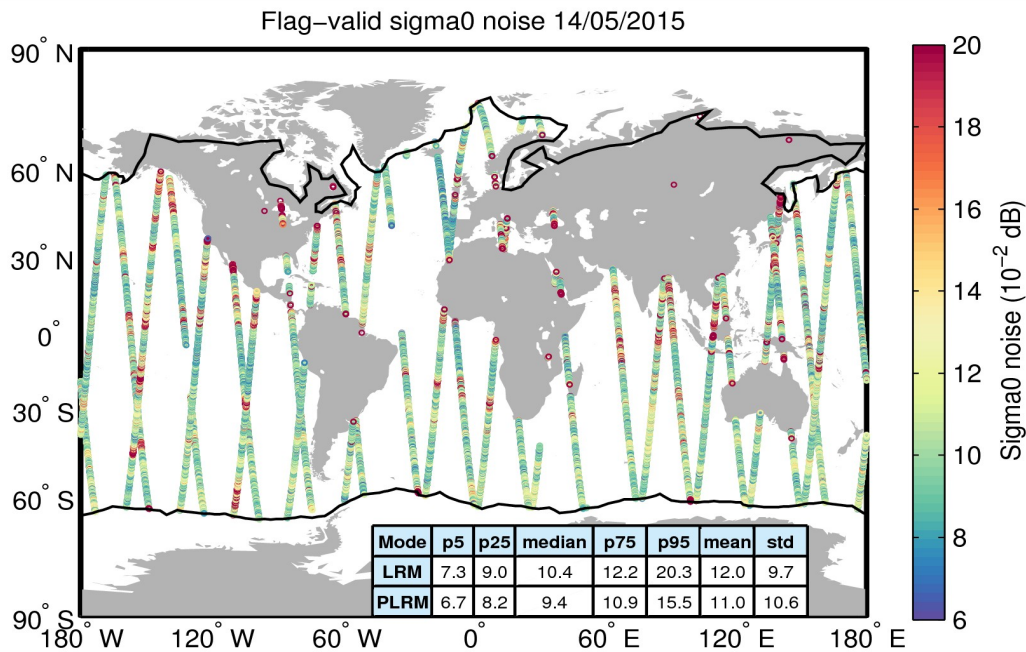 Flag−valid sigma0 noise 14/05/2015
90° N
60° N
30° N
0°
30° S
60° S
90° S
180° W 120° W 60° W 0° 60° E 120° E 180° E
Mode p5 p25 median p75 p95 mean std
LRM 7.3 9.0 10.4 12.2 20.3 12.0 9.7
PLRM 6.7 8.2 9.4 10.9 15.5 11.0 10.6
20
18
16
14
12
10
8
6
Sigma0 noise (10⁻² dB)